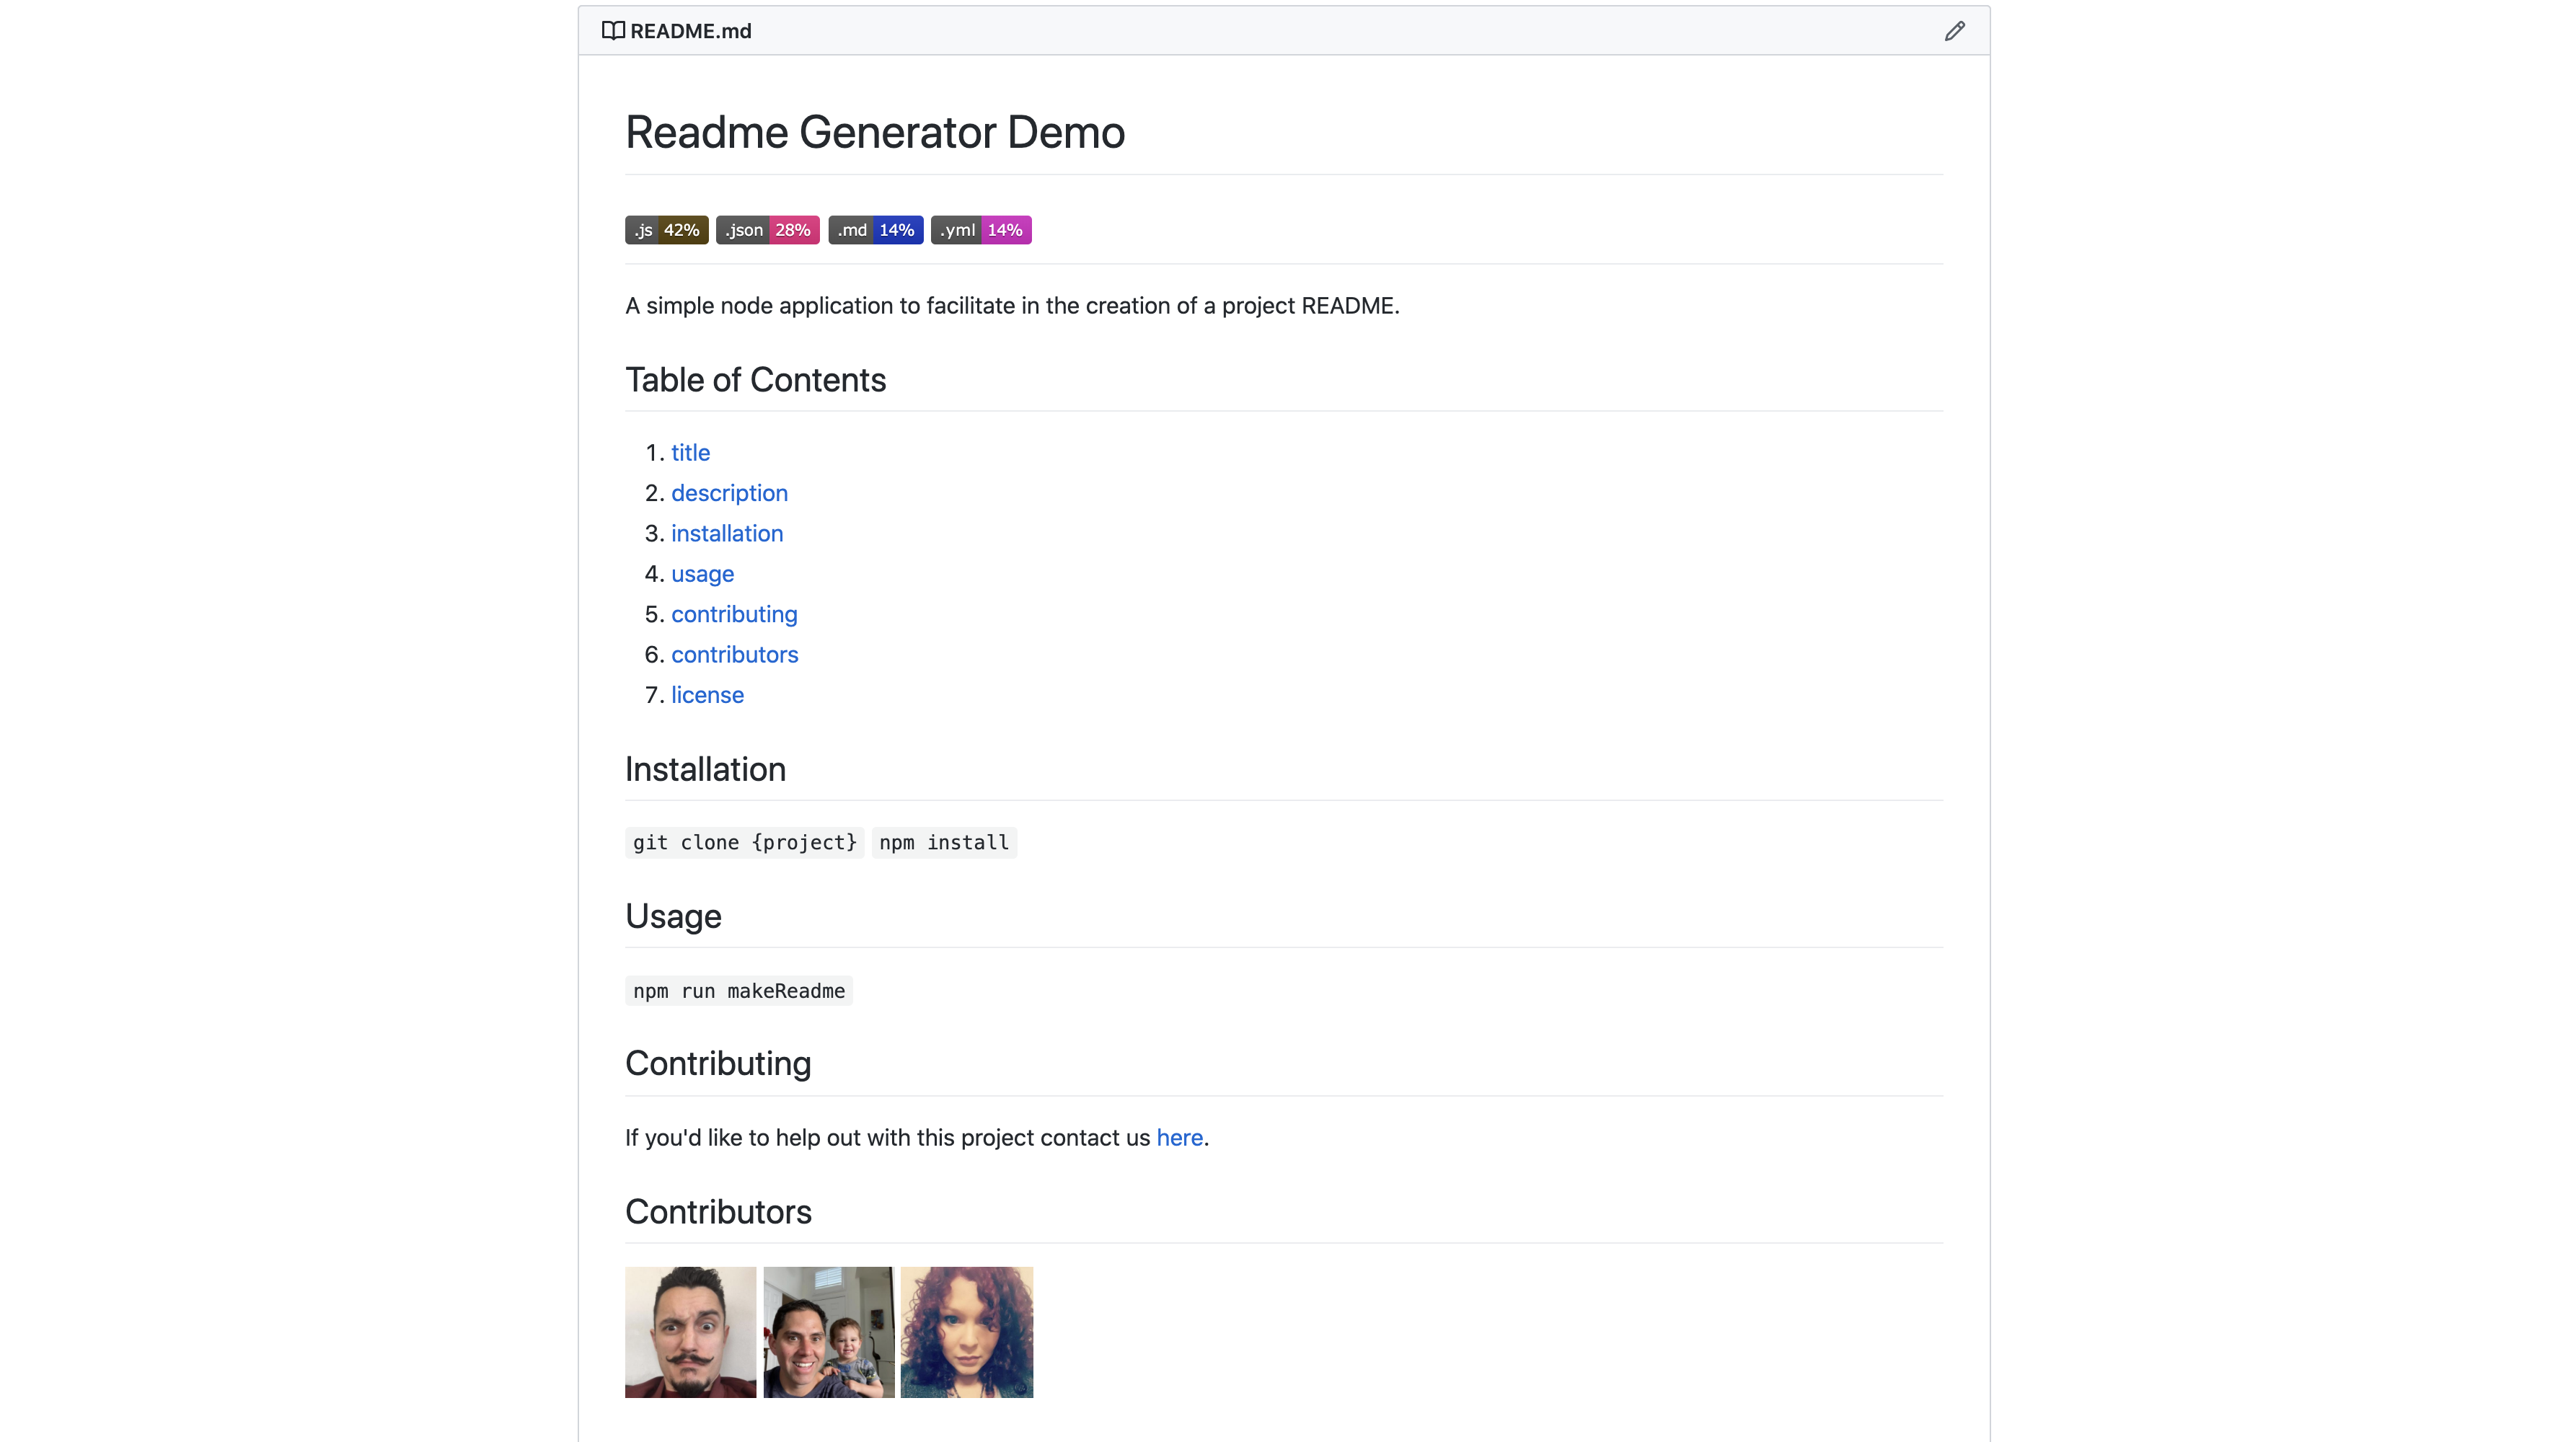 README.md
Readme Generator Demo
.js 42% .json 28% .md 14% .yml 14%
A simple node application to facilitate in the creation of a project README.
Table of Contents
1. title
2. description
3. installation
4. usage
5. contributing
6. contributors
7. license
Installation
git clone {project} npm install
Usage
npm run makeReadme
Contributing
If you'd like to help out with this project contact us here.
Contributors